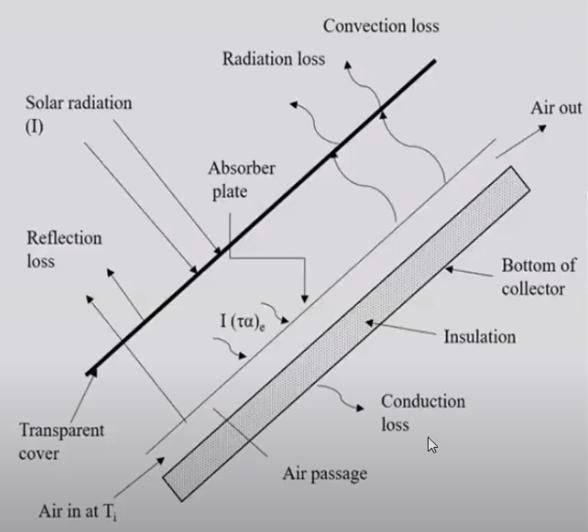 Convection loss
Radiation loss
Solar radiation
(I)
Air out
Absorber
plate
Reflection
loss
Bottom of
collector
I (τα)e
Insulation
Conduction
loss
Transparent
cover
Air passage
Air in at Ti